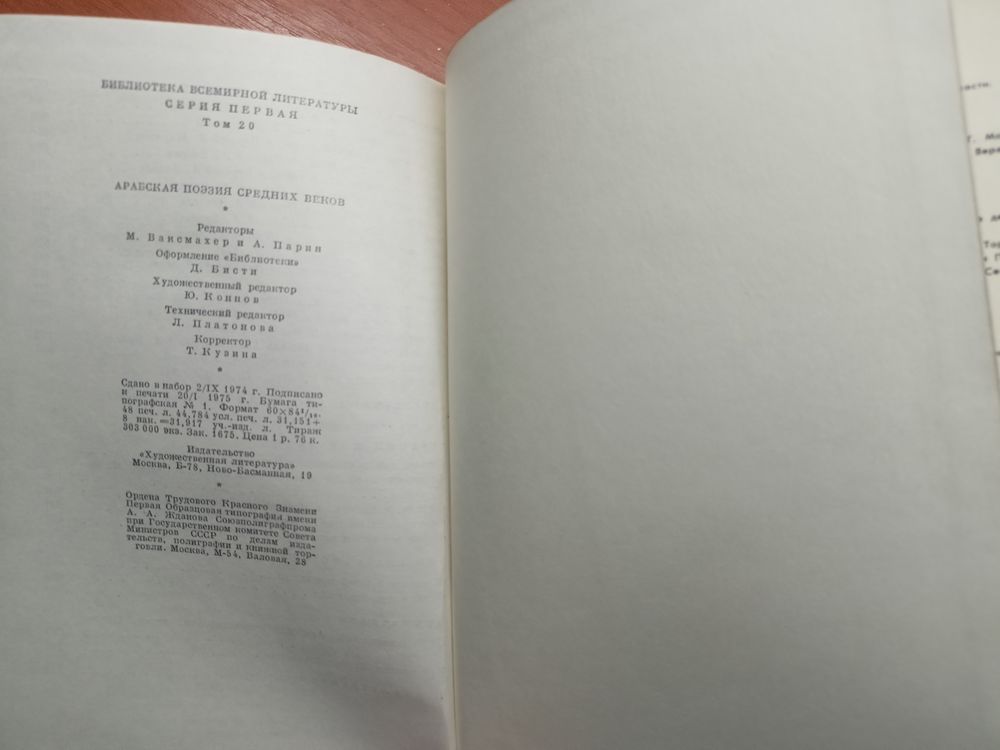 БИБЛИОТЕКА ВСЕМИРНОЙ ЛИТЕРАТУРЫ
СЕРИЯ ПЕРВАЯ
Том 20
АРАБСКАЯ ПОЭЗИЯ СРЕДНИХ ВЕКОВ
*
Редакторы
М. Ваксмахер и А. Парин
Оформление «Библиотеки»
Д. Бисти
Художественный редактор
Ю. Коннов
Технический редактор
Л. Платонова
Корректор
Т. Кузина
*
Сдано в набор 2/IX 1974 г. Подписано
к печати 20/I 1975 г. Бумага ти-
пографская № 1. Формат 60×84¹/₁₆.
48 печ. л. 44,784 усл. печ. л. 31,151+
8 нак.=31,917 уч.-изд. л. Тираж
303 000 экз. Зак. 1675. Цена 1 р. 76 к.
Издательство
«Художественная литература»
Москва, Б-78, Ново-Басманная, 19
*
Ордена Трудового Красного Знамени
Первая Образцовая типография имени
А. А. Жданова Союзполиграфпрома
при Государственном комитете Совета
Министров СССР по делам изда-
тельств, полиграфии и книжной тор-
говли. Москва, М-54, Валовая, 28